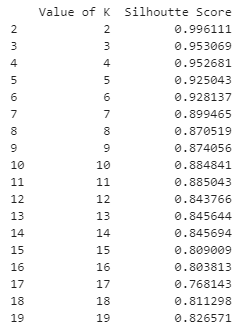 Value of K Silhoutte Score
2 2 0.996111
3 3 0.953069
4 4 0.952681
5 5 0.925043
6 6 0.928137
7 7 0.899465
8 8 0.870519
9 9 0.874056
10 10 0.884841
11 11 0.885043
12 12 0.843766
13 13 0.845644
14 14 0.845694
15 15 0.809009
16 16 0.803813
17 17 0.768143
18 18 0.811298
19 19 0.826571